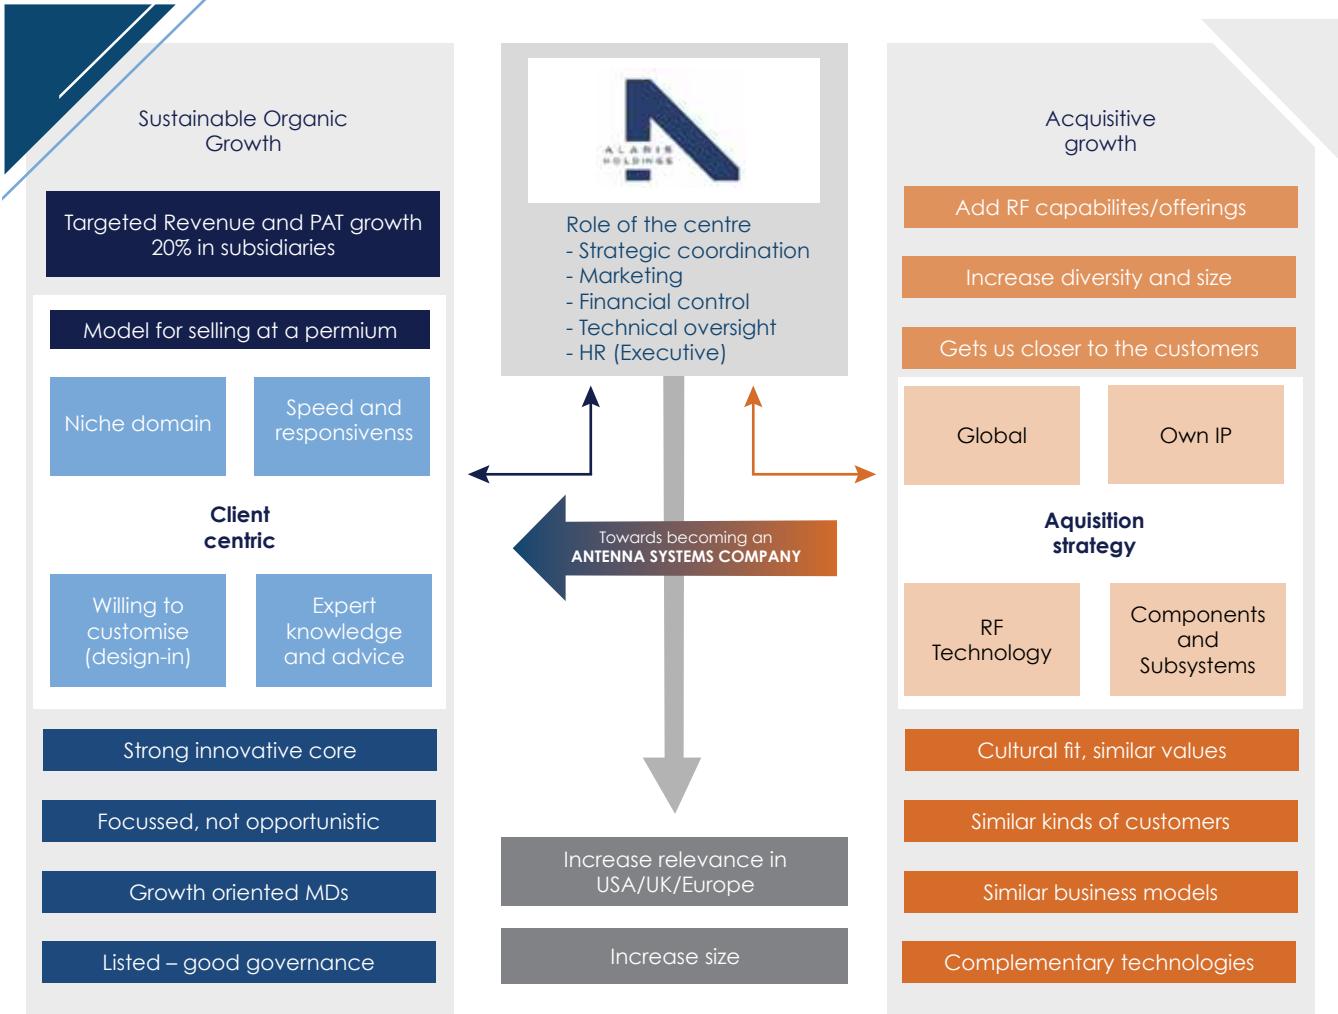 Sustainable Organic
Growth
Targeted Revenue and PAT growth
20% in subsidiaries
Model for selling at a permium
Niche domain
Speed and
responsivenss
Client
centric
Willing to
customise
(design-in)
Expert
knowledge
and advice
Strong innovative core
Focussed, not opportunistic
Growth oriented MDs
Listed – good governance
ALARIS
HOLDINGS
Role of the centre
- Strategic coordination
- Marketing
- Financial control
- Technical oversight
- HR (Executive)
Towards becoming an
ANTENNA SYSTEMS COMPANY
Increase relevance in
USA/UK/Europe
Increase size
Acquisitive
growth
Add RF capabilites/offerings
Increase diversity and size
Gets us closer to the customers
Global
Own IP
Aquisition
strategy
RF
Technology
Components
and
Subsystems
Cultural fit, similar values
Similar kinds of customers
Similar business models
Complementary technologies